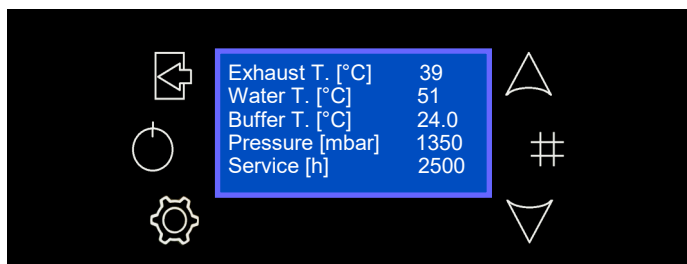 Exhaust T. [°C] 39
Water T. [°C] 51
Buffer T. [°C] 24.0
Pressure [mbar] 1350
Service [h] 2500